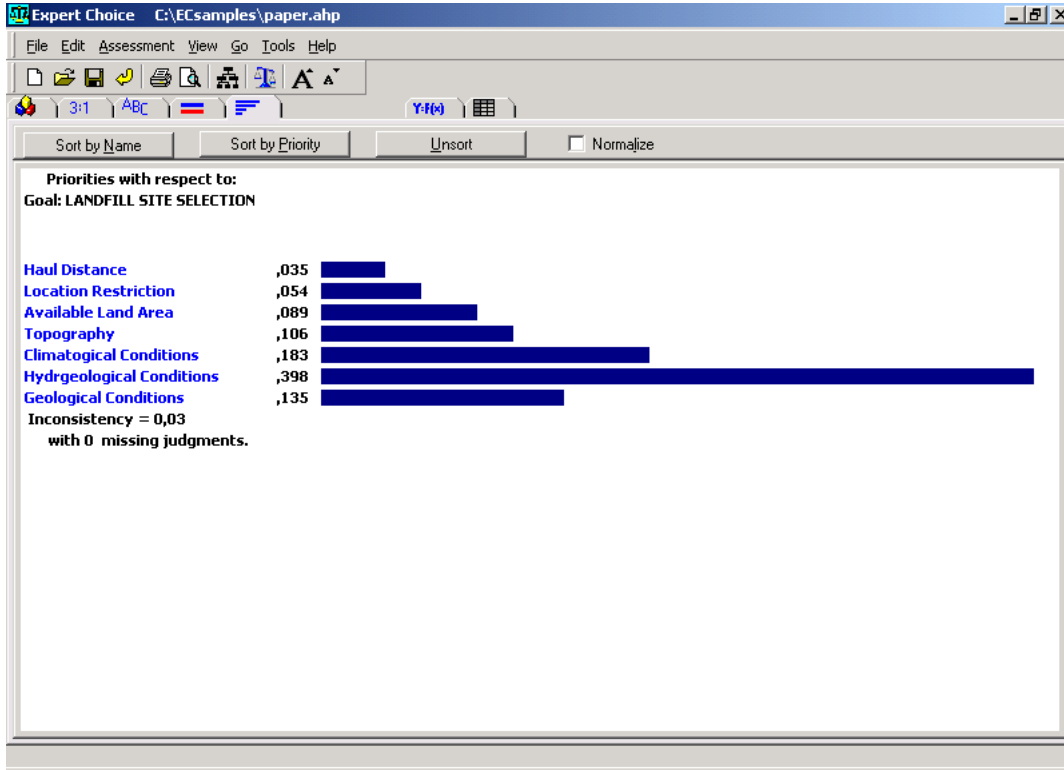 Expert Choice C:\ECsamples\paper.ahp
File Edit Assessment View Go Tools Help
A A
3:1 ABC Y=F(x)
Sort by Name Sort by Priority Unsort Normalize
Priorities with respect to:
Goal: LANDFILL SITE SELECTION
Haul Distance ,035
Location Restriction ,054
Available Land Area ,089
Topography ,106
Climatogical Conditions ,183
Hydrgeological Conditions ,398
Geological Conditions ,135
Inconsistency = 0,03
with 0 missing judgments.